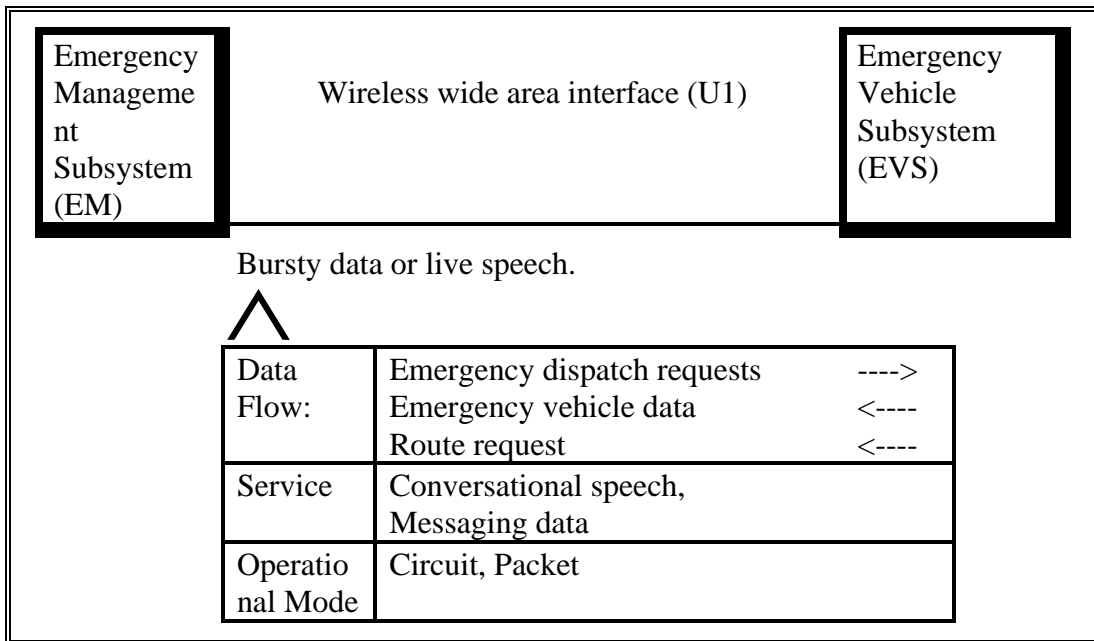 Emergency
Manageme
nt
Subsystem
(EM)
Wireless wide area interface (U1)
Emergency
Vehicle
Subsystem
(EVS)
Bursty data or live speech.
Data
Flow:
Emergency dispatch requests ---->
Emergency vehicle data <----
Route request <----
Service
Conversational speech,
Messaging data
Operatio
nal Mode
Circuit, Packet